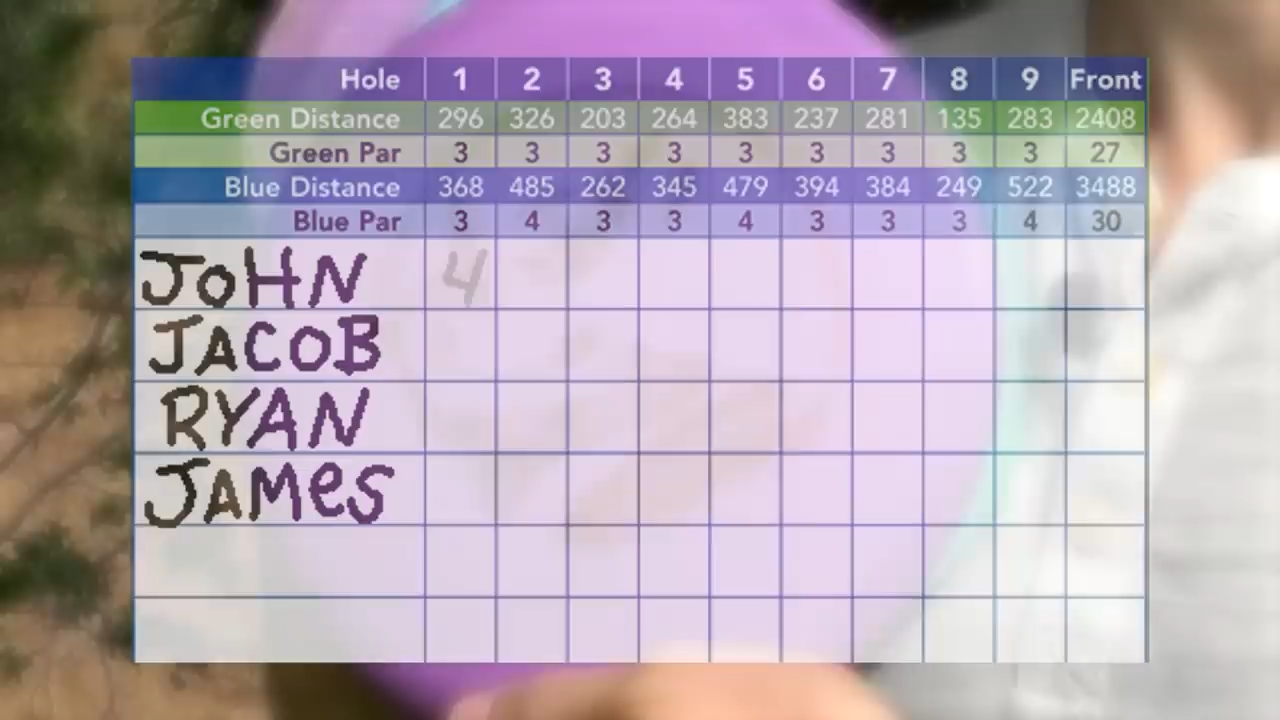 Hole 1 2 3 4 5 6 7 8 9 Front
Green Distance 296 326 203 264 383 237 281 135 283 2408
Green Par 3 3 3 3 3 3 3 3 3 27
Blue Distance 368 485 262 345 479 394 384 249 522 3488
Blue Par 3 4 3 3 4 3 3 3 4 30
JoHN 4
JACOB
RYAN
JAMeS